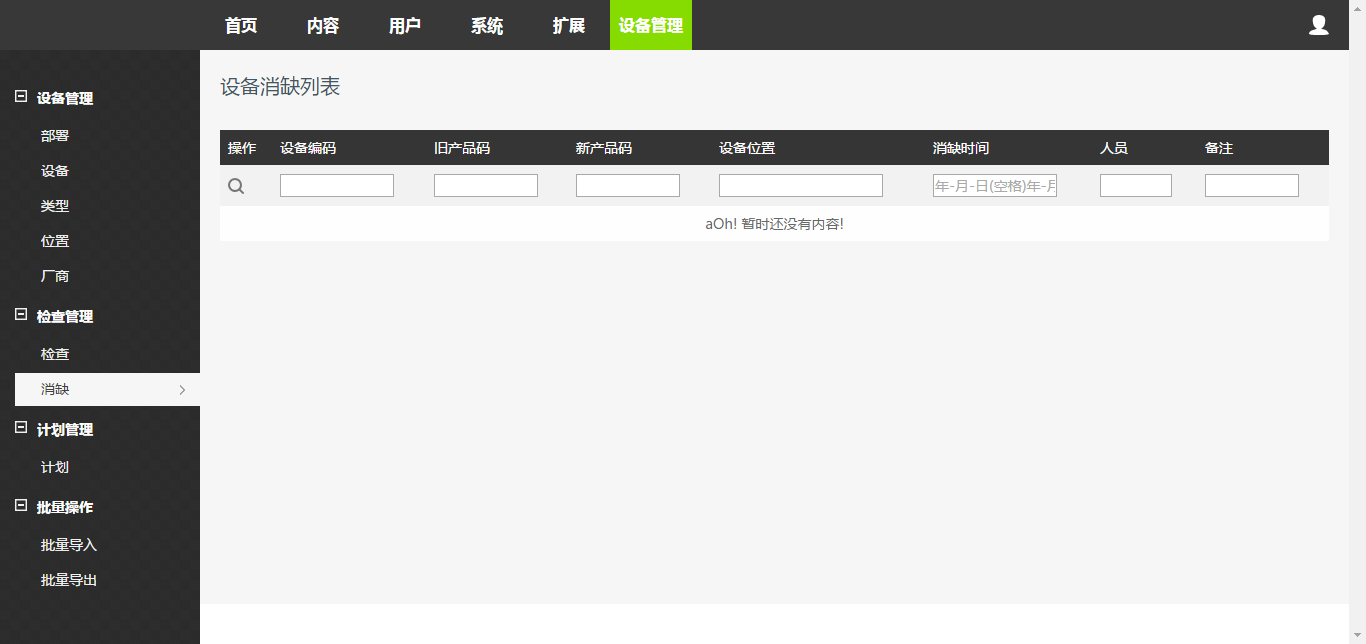 首页 内容 用户 系统 扩展 设备管理
设备管理
部署
设备
类型
位置
厂商
检查管理
检查
消缺
计划管理
计划
批量操作
批量导入
批量导出
设备消缺列表
操作 设备编码 旧产品码 新产品码 设备位置 消缺时间 人员 备注
年-月-日(空格)年-月
aOh! 暂时还没有内容!